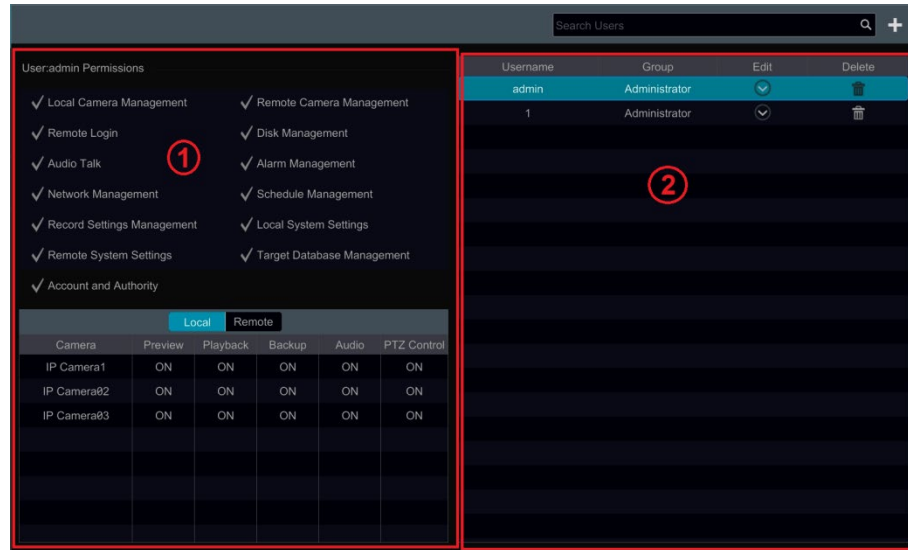 Search Users
User:admin Permissions
Local Camera Management Remote Camera Management
Remote Login Disk Management
Audio Talk Alarm Management
Network Management Schedule Management
Record Settings Management Local System Settings
Remote System Settings Target Database Management
Account and Authority
1
Local Remote
Camera Preview Playback Backup Audio PTZ Control
IP Camera1 ON ON ON ON ON
IP Camera02 ON ON ON ON ON
IP Camera03 ON ON ON ON ON
Username Group Edit Delete
admin Administrator
1 Administrator
2